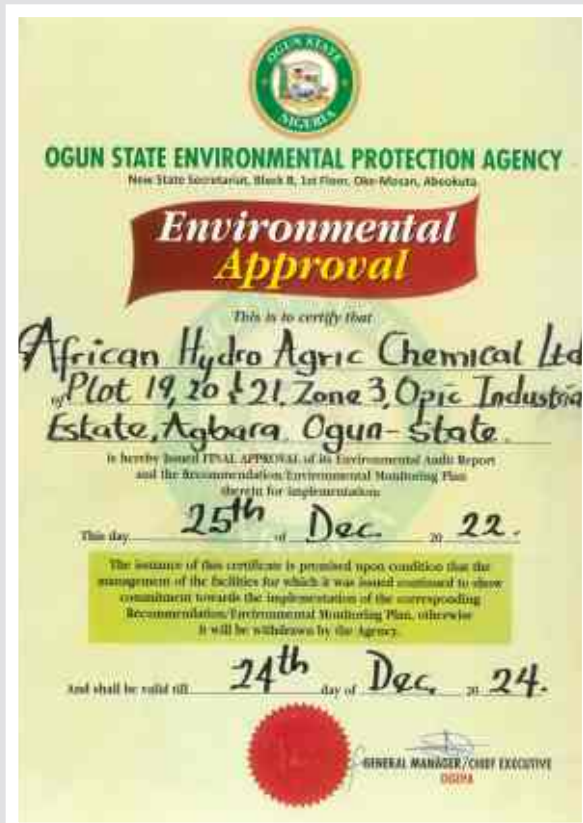 OGUN STATE
NIGERIA
OGUN STATE ENVIRONMENTAL PROTECTION AGENCY
New State Secretariat, Block B, 1st Floor, Oke-Mosan, Abeokuta
Environmental
Approval
This is to certify that
African Hydro Agric Chemical Ltd
of Plot 19, 20 & 21, Zone 3, Opic Industria
Estate, Agbara. Ogun-State.
is hereby Issued FINAL APPROVAL of its Environmental Audit Report
and the Recommendation/Environmental Monitoring Plan
therein for implementation:
This day 25th of Dec. 20 22.
The issuance of this certificate is promised upon condition that the
management of the facilities for which it was issued continued to show
commitment towards the implementation of the corresponding
Recommendation/Environmental Monitoring Plan, otherwise
it will be withdrawn by the Agency.
And shall be valid till 24th day of Dec. 20 24.
GENERAL MANAGER/CHIEF EXECUTIVE
OGEPA